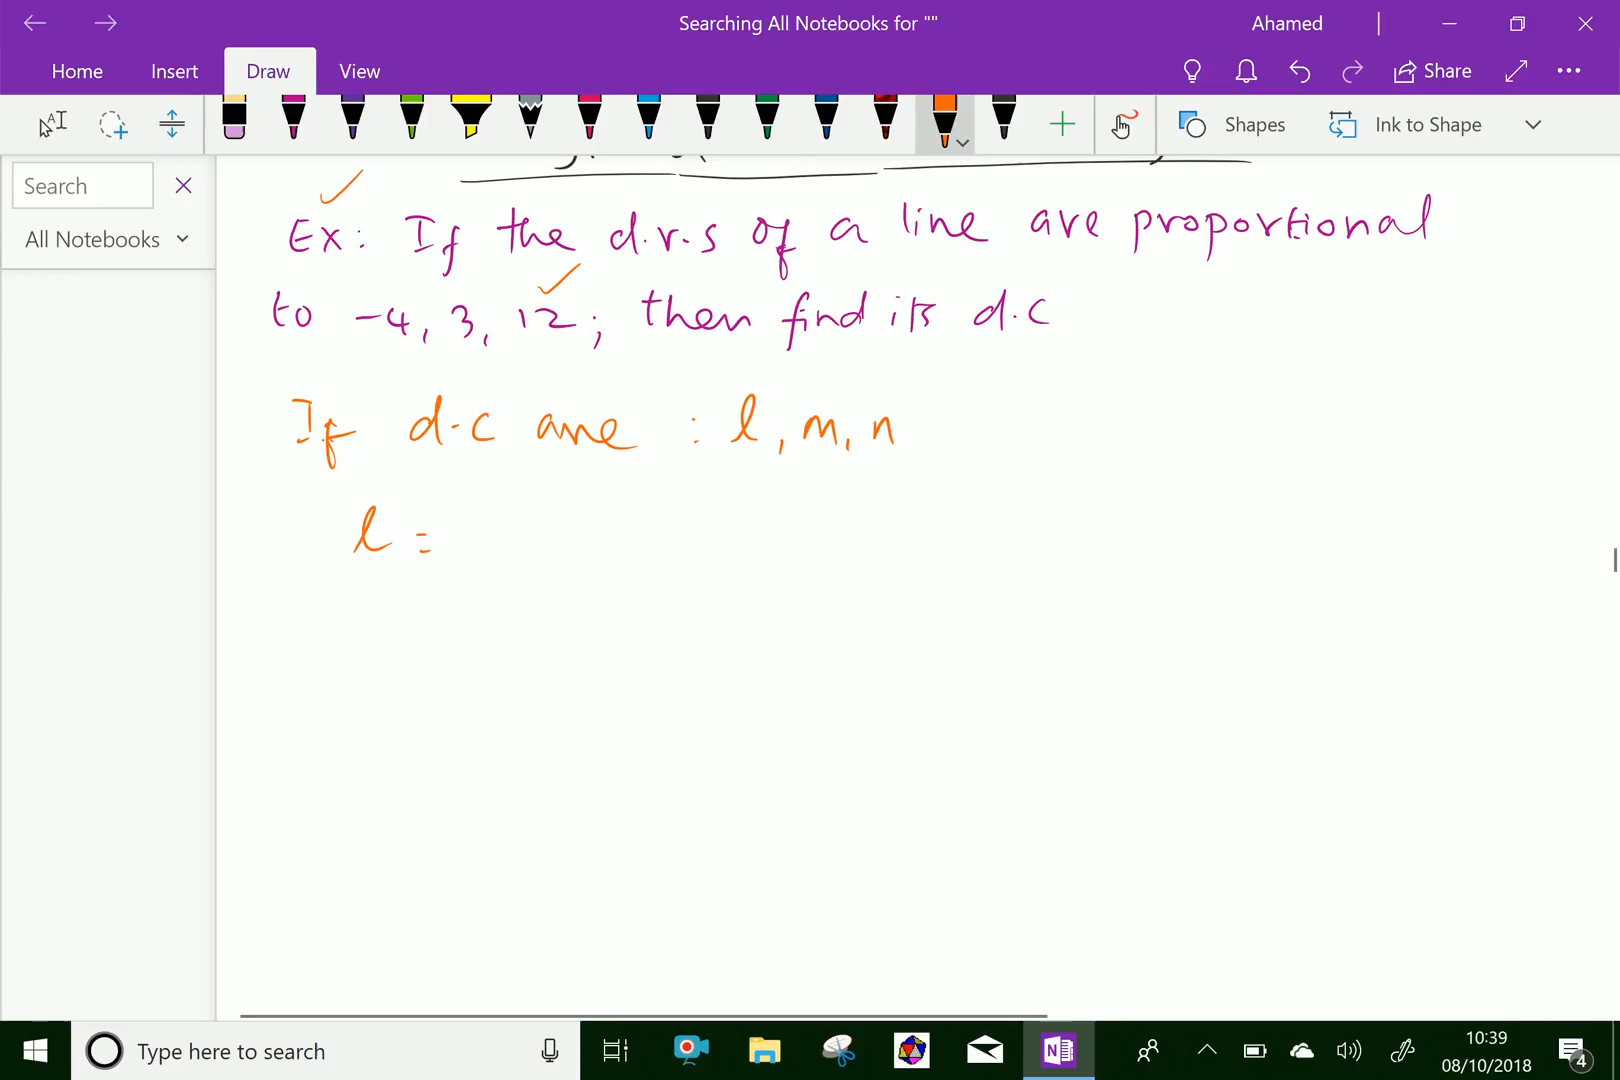 Searching All Notebooks for ""
Ahamed
Home Insert Draw View
Share
Shapes
Ink to Shape
Search
All Notebooks
Ex: If the d.r.s of a line are proportional
to -4, 3, 12; then find its d.c
If d.c are : l, m, n
l =
Type here to search
10:39
08/10/2018
4